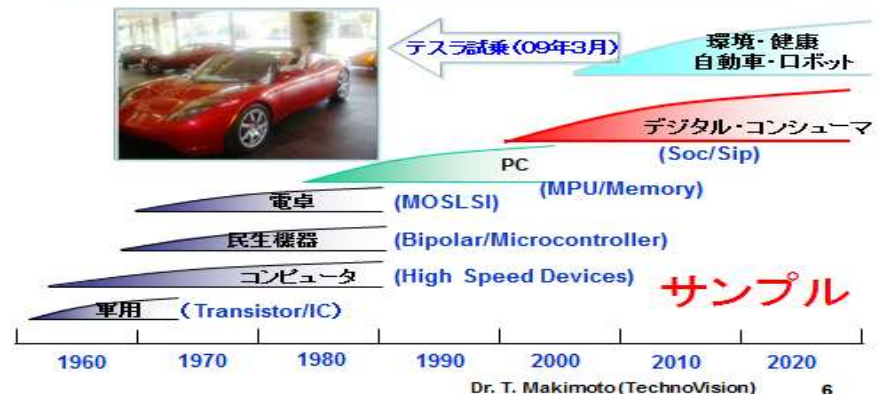 テスラ試乗(09年3月)
環境・健康
自動車・ロボット
デジタル・コンシューマ
(Soc/Sip)
PC
(MPU/Memory)
電卓
(MOSLSI)
民生機器
(Bipolar/Microcontroller)
コンピュータ
(High Speed Devices)
サンプル
軍用
(Transistor/IC)
1960 1970 1980 1990 2000 2010 2020
Dr. T. Makimoto(TechnoVision) 6